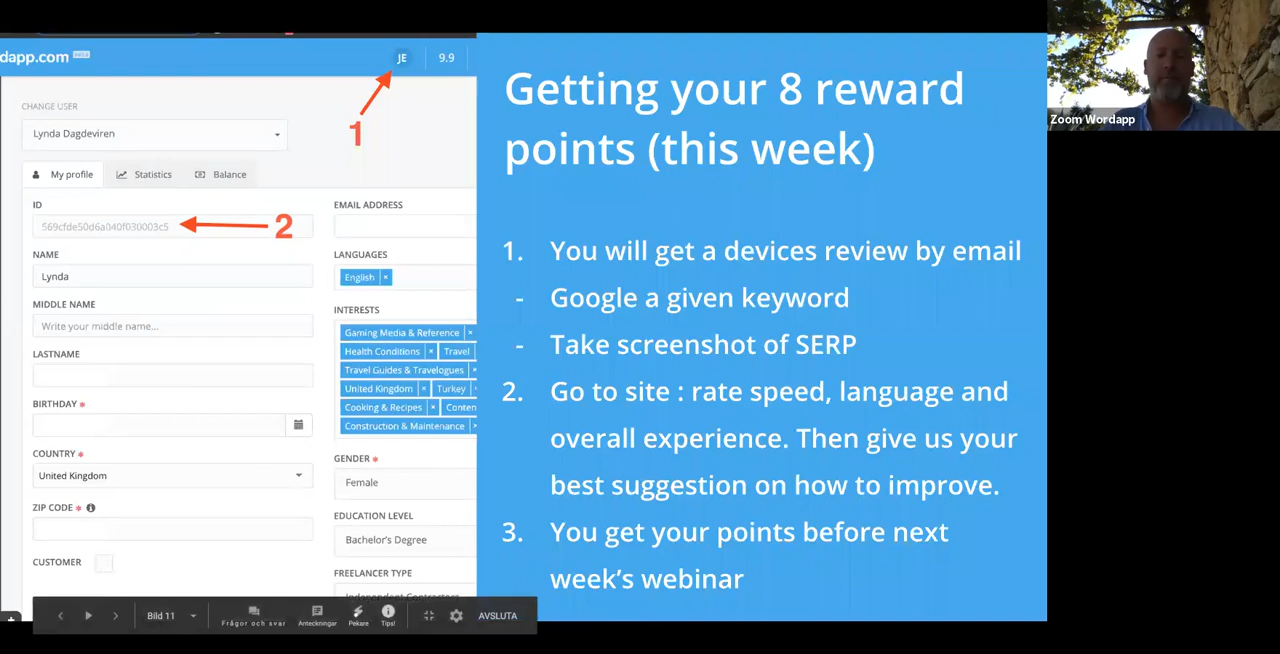 dapp.com BETA
JE
9.9
1
CHANGE USER
Lynda Dagdeviren
My profile
Statistics
Balance
ID
569cfde50d6a040f030003c5
2
NAME
Lynda
MIDDLE NAME
Write your middle name...
LASTNAME
BIRTHDAY *
COUNTRY *
United Kingdom
ZIP CODE *
CUSTOMER
EMAIL ADDRESS
LANGUAGES
English ×
INTERESTS
Gaming Media & Reference ×
Health Conditions × Travel
Travel Guides & Travelogues ×
United Kingdom × Turkey
Cooking & Recipes × Conten
Construction & Maintenance ×
GENDER *
Female
EDUCATION LEVEL
Bachelor's Degree
FREELANCER TYPE
Independent Contractors
Bild 11
Frågor och svar
Anteckningar
Pekare
Tips!
AVSLUTA
Getting your 8 reward
points (this week)
1. You will get a devices review by email
- Google a given keyword
- Take screenshot of SERP
2. Go to site : rate speed, language and
overall experience. Then give us your
best suggestion on how to improve.
3. You get your points before next
week's webinar
Zoom Wordapp